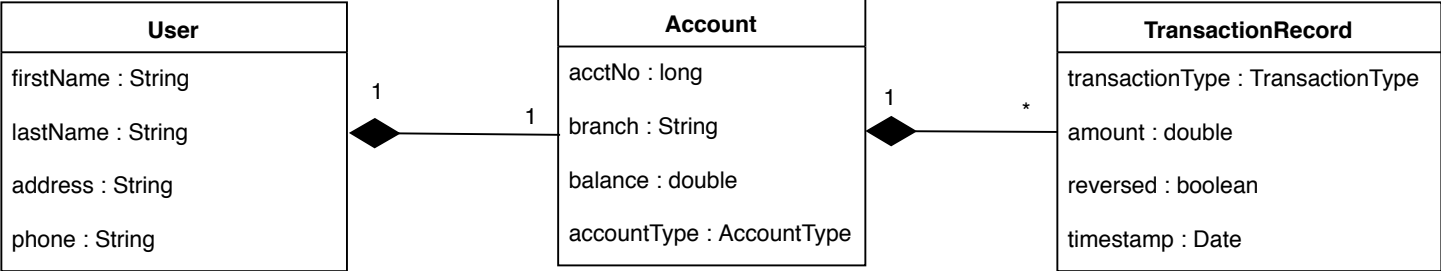 User
firstName : String
lastName : String
address : String
phone : String
1
1
Account
acctNo : long
branch : String
balance : double
accountType : AccountType
1
*
TransactionRecord
transactionType : TransactionType
amount : double
reversed : boolean
timestamp : Date